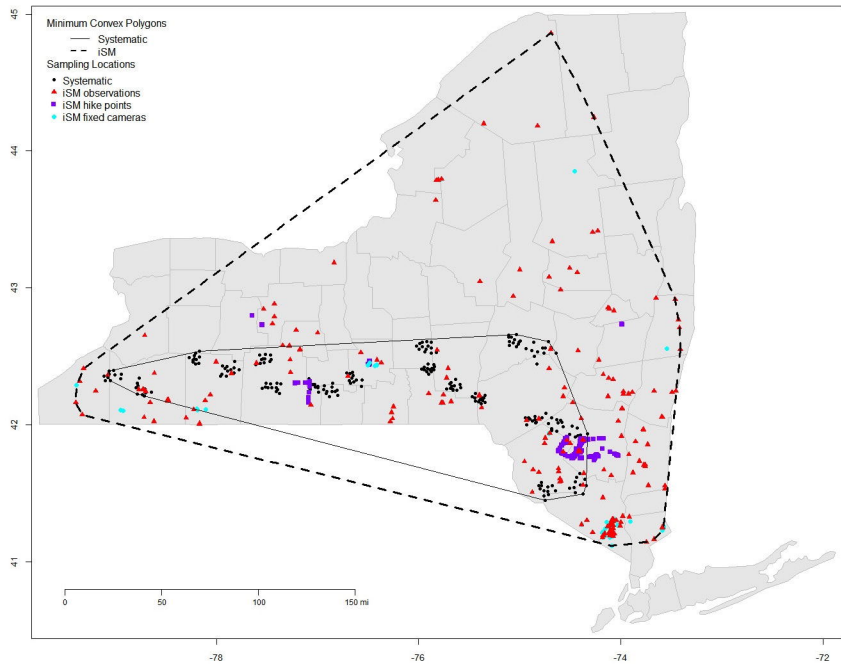 45
Minimum Convex Polygons
Systematic
iSM
Sampling Locations
Systematic
iSM observations
iSM hike points
iSM fixed cameras
44
43
42
41
0 50 100 150 mi
-78 -76 -74 -72